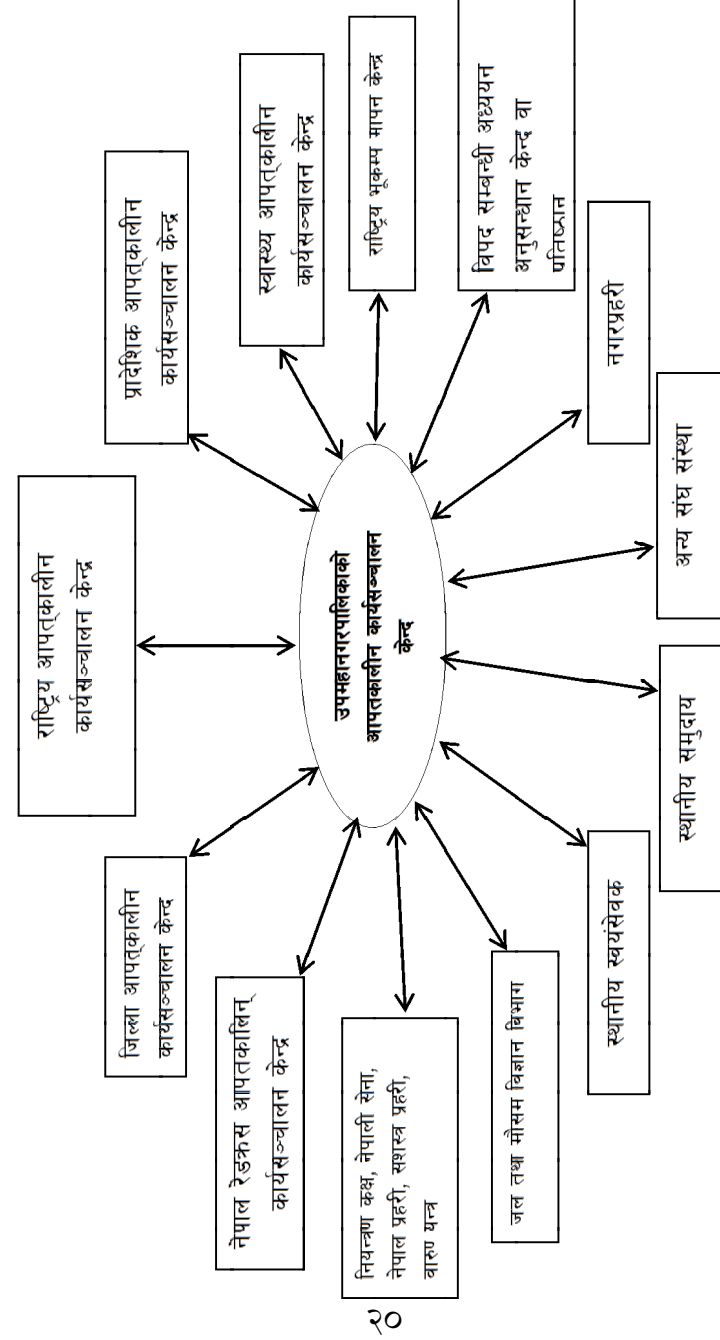 राष्ट्रिय आपत्‌कालीन
कार्यसञ्चालन केन्द्र
प्रादेशिक आपत्‌कालीन
कार्यसञ्चालन केन्द्र
स्वास्थ्य आपत्‌कालीन
कार्यसञ्चालन केन्द्र
राष्ट्रिय भूकम्प मापन केन्द्र
विपद सम्बन्धी अध्ययन
अनुसन्धान केन्द वा
प्रतिष्ठान
नगरप्रहरी
अन्य संघ संस्था
स्थानीय समुदाय
स्थानीय स्वयंसेवक
जल तथा मौसम विज्ञान विभाग
नियन्त्रण कक्ष, नेपाली सेना,
नेपाल प्रहरी, सशस्त्र प्रहरी,
वारुण यन्त्र
नेपाल रेडक्रस आपतकालिन्
कार्यसञ्चालन केन्द्र
जिल्ला आपत्‌कालीन
कार्यसञ्चालन केन्द
उपमहानगरपालिकाको
आपतकालीन कार्यसञ्चालन
केन्द
२०